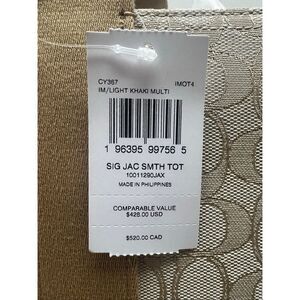 CY367 IMOT4
IM/LIGHT KHAKI MULTI
1 96395 99756 5
SIG JAC SMTH TOT
10011290JAX
MADE IN PHILIPPINES
COMPARABLE VALUE
$428.00 USD
$520.00 CAD